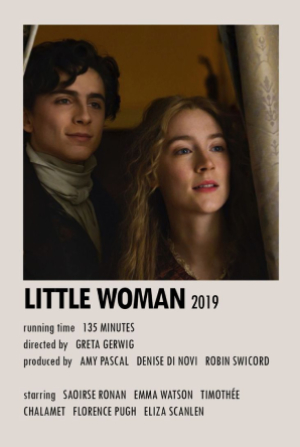 LITTLE WOMAN 2019
running time 135 MINUTES
directed by GRETA GERWIG
produced by AMY PASCAL DENISE DI NOVI ROBIN SWICORD
starring SAOIRSE RONAN EMMA WATSON TIMOTHÉE
CHALAMET FLORENCE PUGH ELIZA SCANLEN